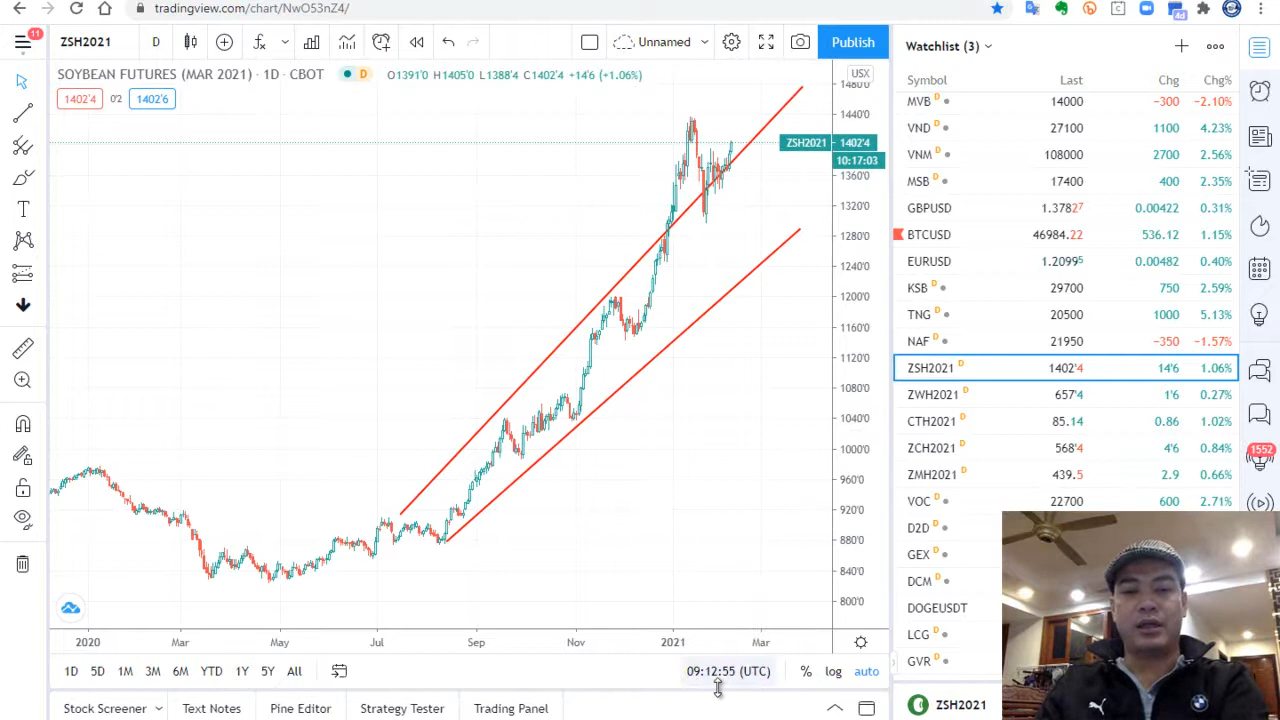 tradingview.com/chart/NwO53nZ4/
4d
11
ZSH2021 D Unnamed Publish
SOYBEAN FUTURES (MAR 2021) · 1D · CBOT D O1391'0 H1405'0 L1388'4 C1402'4 +14'6 (+1.06%) USX
1402'4 0'2 1402'6
1480'0
1440'0
ZSH2021 1402'4
10:17:03
1360'0
1320'0
1280'0
1240'0
1200'0
1160'0
1120'0
1080'0
1040'0
1000'0
960'0
920'0
880'0
840'0
800'0
2020 Mar May Jul Sep Nov 2021 Mar
1D 5D 1M 3M 6M YTD 1Y 5Y All 09:12:55 (UTC) % log auto
Stock Screener Text Notes Pine Editor Strategy Tester Trading Panel
Watchlist (3)
Symbol Last Chg Chg%
MVB D 14000 −300 −2.10%
VND D 27100 1100 4.23%
VNM D 108000 2700 2.56%
MSB D 17400 400 2.35%
GBPUSD 1.37827 0.00422 0.31%
BTCUSD 46984.22 536.12 1.15%
EURUSD 1.20995 0.00482 0.40%
KSB D 29700 750 2.59%
TNG D 20500 1000 5.13%
NAF D 21950 −350 −1.57%
ZSH2021 D 1402'4 14'6 1.06%
ZWH2021 D 657'4 1'6 0.27%
CTH2021 D 85.14 0.86 1.02%
ZCH2021 D 568'4 4'6 0.84%
ZMH2021 D 439.5 2.9 0.66%
VOC D 22700 600 2.71%
D2D D
GEX D
DCM D
DOGEUSDT
LCG D
GVR D
ZSH2021
1552